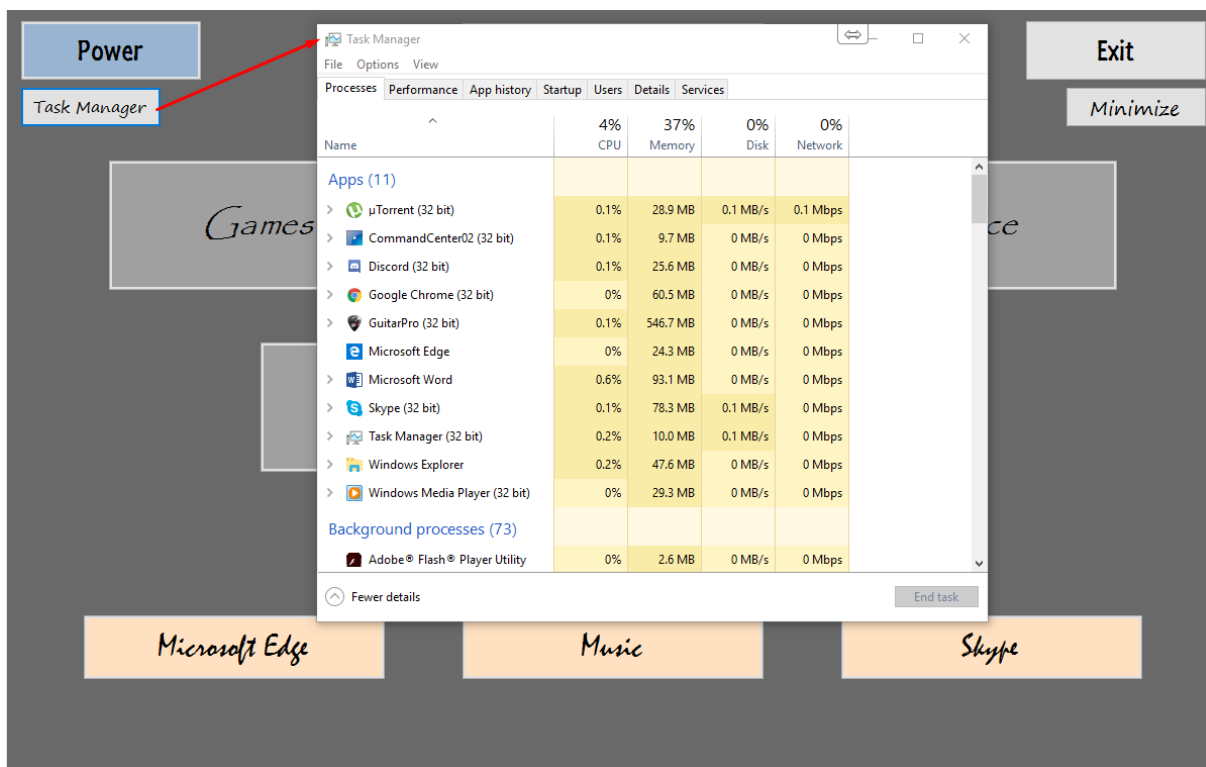 Power
Task Manager
Exit
Minimize
Task Manager
File Options View
Processes Performance App history Startup Users Details Services
4% 37% 0% 0%
Name CPU Memory Disk Network
Apps (11)
µTorrent (32 bit) 0.1% 28.9 MB 0.1 MB/s 0.1 Mbps
CommandCenter02 (32 bit) 0.1% 9.7 MB 0 MB/s 0 Mbps
Discord (32 bit) 0.1% 25.6 MB 0 MB/s 0 Mbps
Google Chrome (32 bit) 0% 60.5 MB 0 MB/s 0 Mbps
GuitarPro (32 bit) 0.1% 546.7 MB 0 MB/s 0 Mbps
Microsoft Edge 0% 24.3 MB 0 MB/s 0 Mbps
Microsoft Word 0.6% 93.1 MB 0 MB/s 0 Mbps
Skype (32 bit) 0.1% 78.3 MB 0.1 MB/s 0 Mbps
Task Manager (32 bit) 0.2% 10.0 MB 0.1 MB/s 0 Mbps
Windows Explorer 0.2% 47.6 MB 0 MB/s 0 Mbps
Windows Media Player (32 bit) 0% 29.3 MB 0 MB/s 0 Mbps
Background processes (73)
Adobe® Flash® Player Utility 0% 2.6 MB 0 MB/s 0 Mbps
Fewer details
End task
Games
ce
Microsoft Edge
Music
Skype